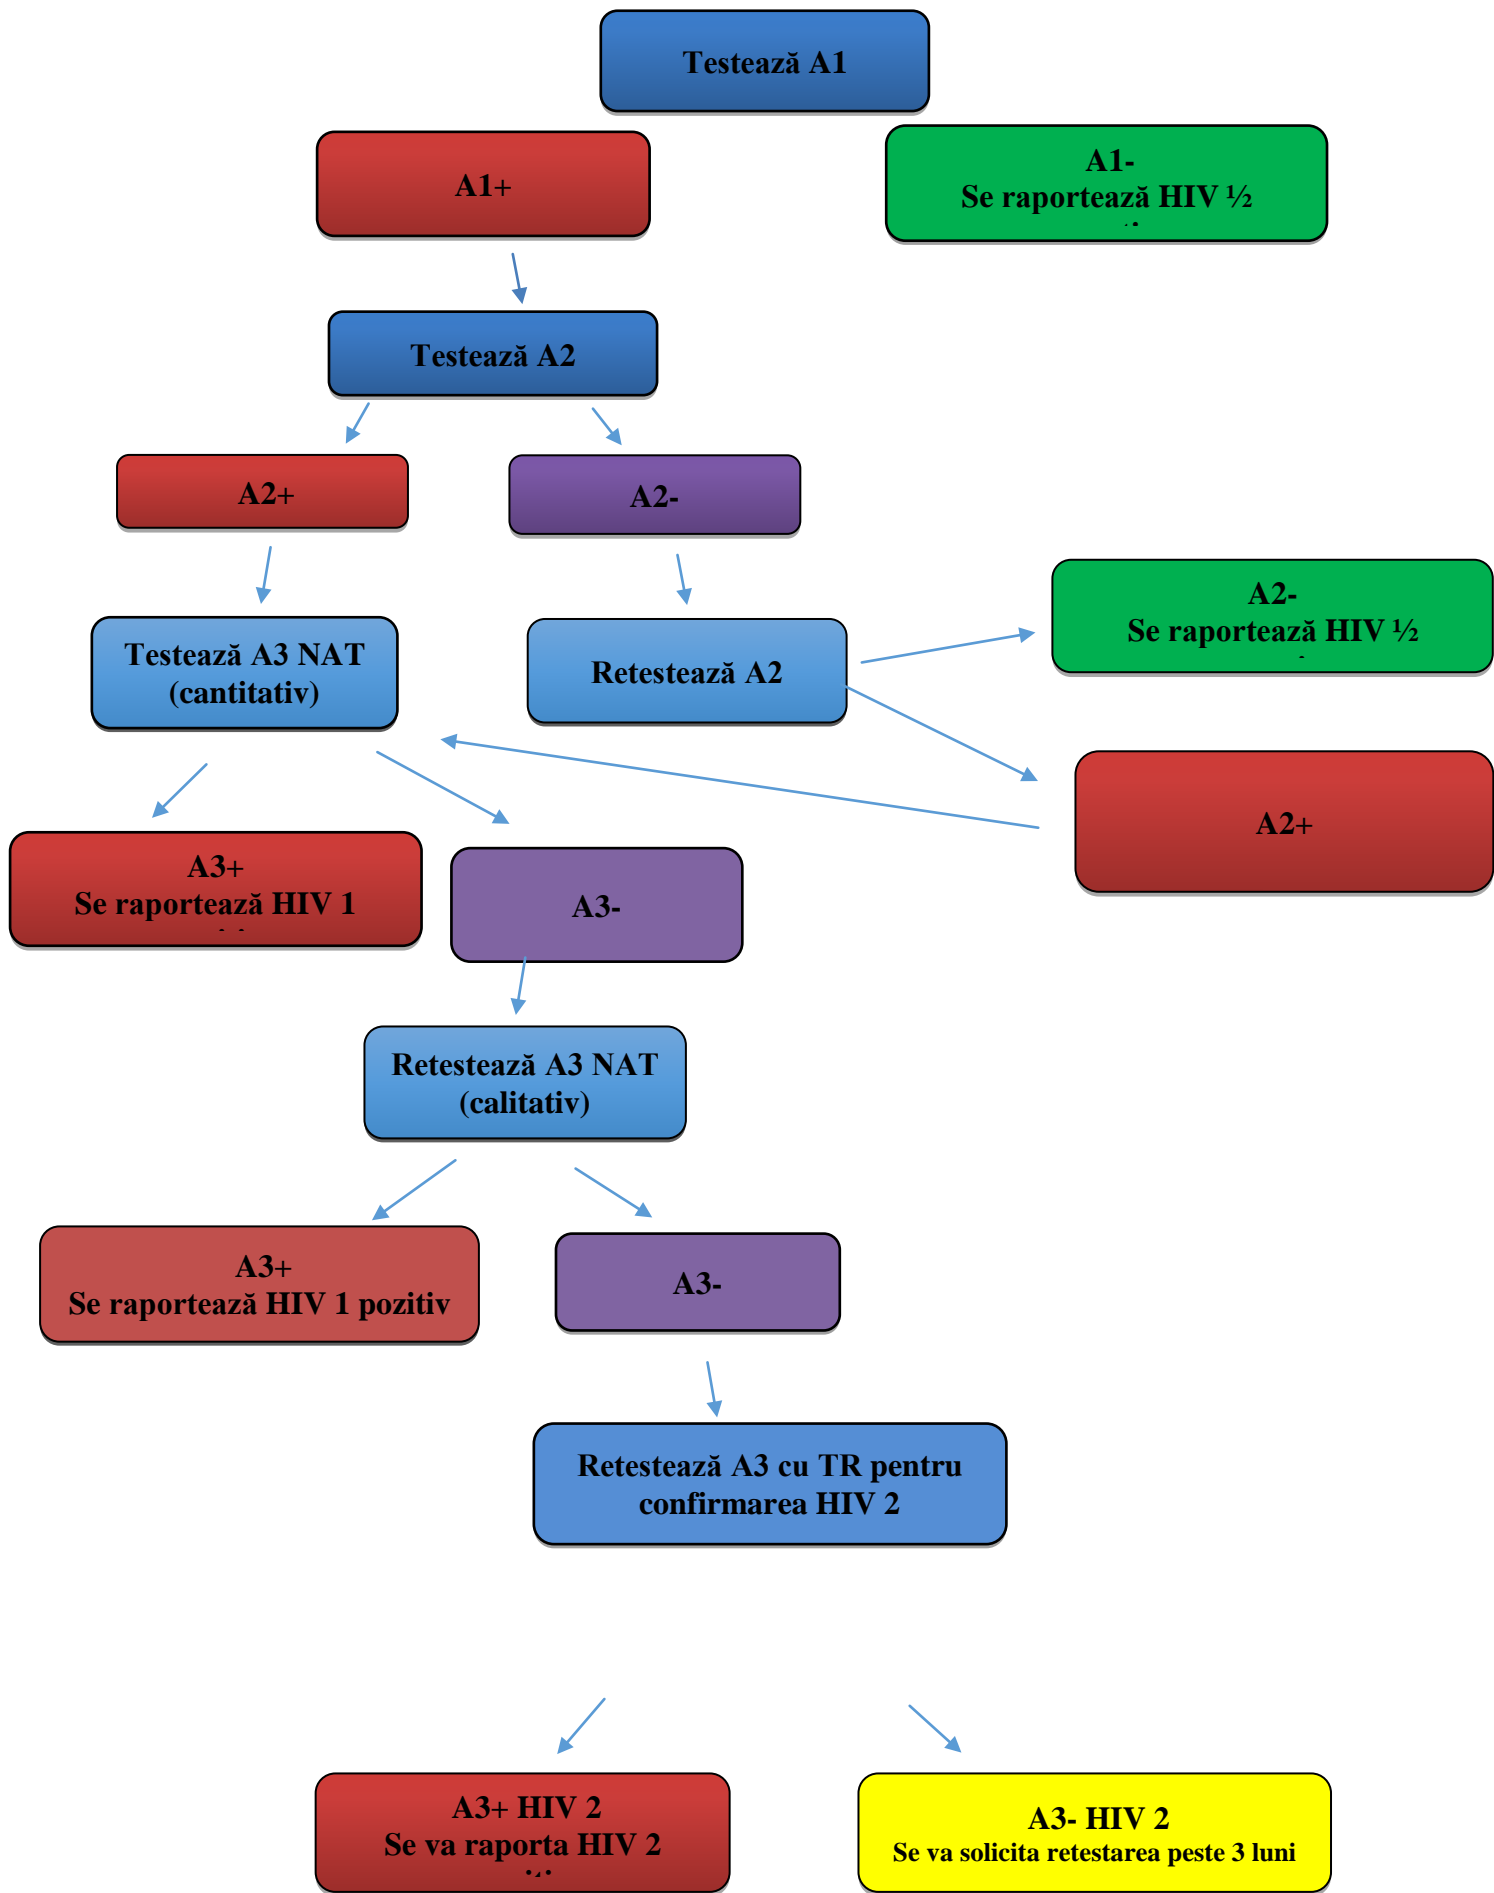 Testează A1
A1+
A1-
Se raportează HIV ½
Testează A2
A2+
A2-
Testează A3 NAT
(cantitativ)
Retestează A2
A2-
Se raportează HIV ½
A2+
A3+
Se raportează HIV 1
A3-
Retestează A3 NAT
(calitativ)
A3+
Se raportează HIV 1 pozitiv
A3-
Retestează A3 cu TR pentru
confirmarea HIV 2
A3+ HIV 2
Se va raporta HIV 2
A3- HIV 2
Se va solicita retestarea peste 3 luni